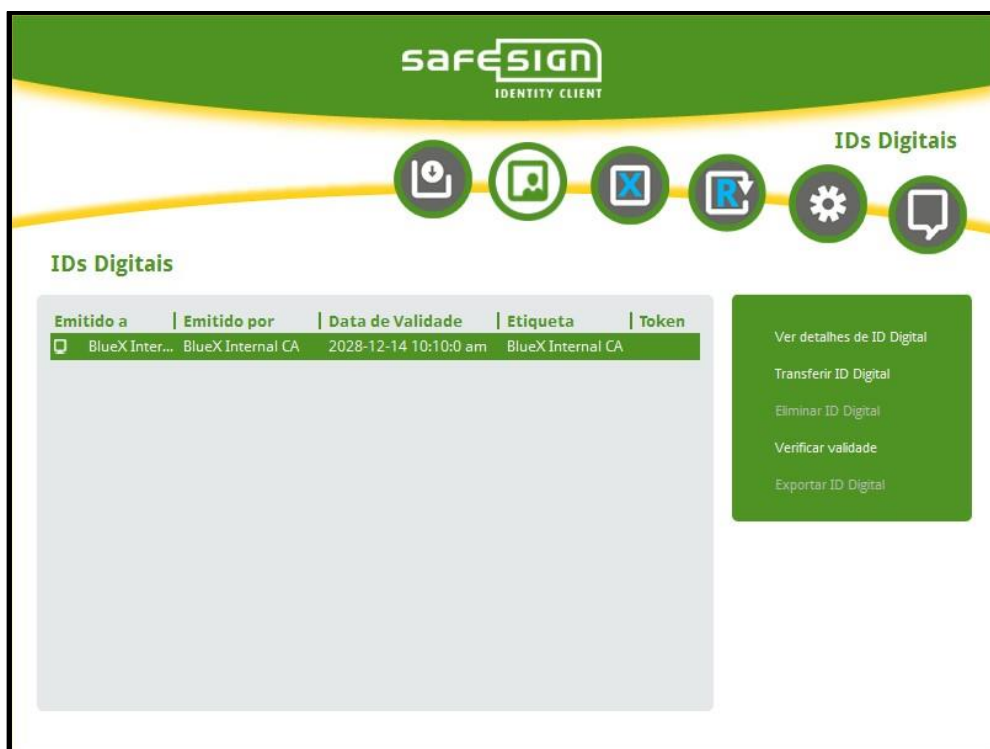 safesign
IDENTITY CLIENT
IDs Digitais
X
R
IDs Digitais
Emitido a Emitido por Data de Validade Etiqueta Token
BlueX Inter... BlueX Internal CA 2028-12-14 10:10:0 am BlueX Internal CA
Ver detalhes de ID Digital
Transferir ID Digital
Eliminar ID Digital
Verificar validade
Exportar ID Digital